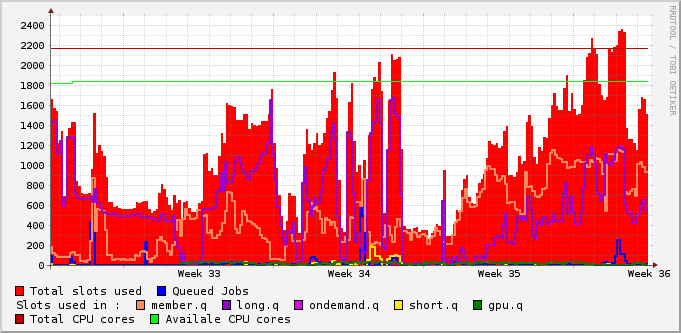 2400
2200
2000
1800
1600
1400
1200
1000
800
600
400
200
0
Week 33 Week 34 Week 35 Week 36
Total slots used Queued Jobs
Slots used in : member.q long.q ondemand.q short.q gpu.q
Total CPU cores Availale CPU cores
RRDTOOL / TOBI OETIKER